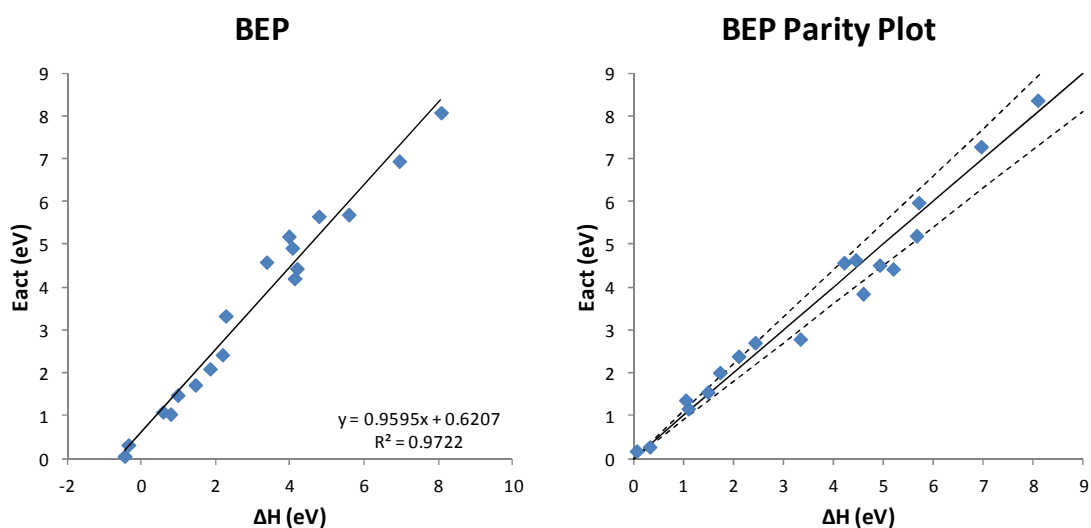 BEP
9
8
7
6
5
4
3
2
1
0
Eact (eV)
y = 0.9595x + 0.6207
R² = 0.9722
-2 0 2 4 6 8 10
ΔH (eV)
BEP Parity Plot
9
8
7
6
5
4
3
2
1
0
Eact (eV)
0 1 2 3 4 5 6 7 8 9
ΔH (eV)